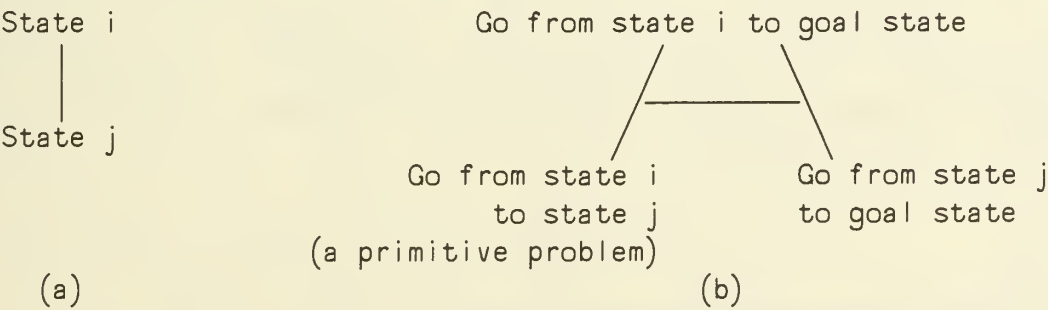 State i
State j
(a)
Go from state i to goal state
Go from state i
to state j
(a primitive problem)
Go from state j
to goal state
(b)